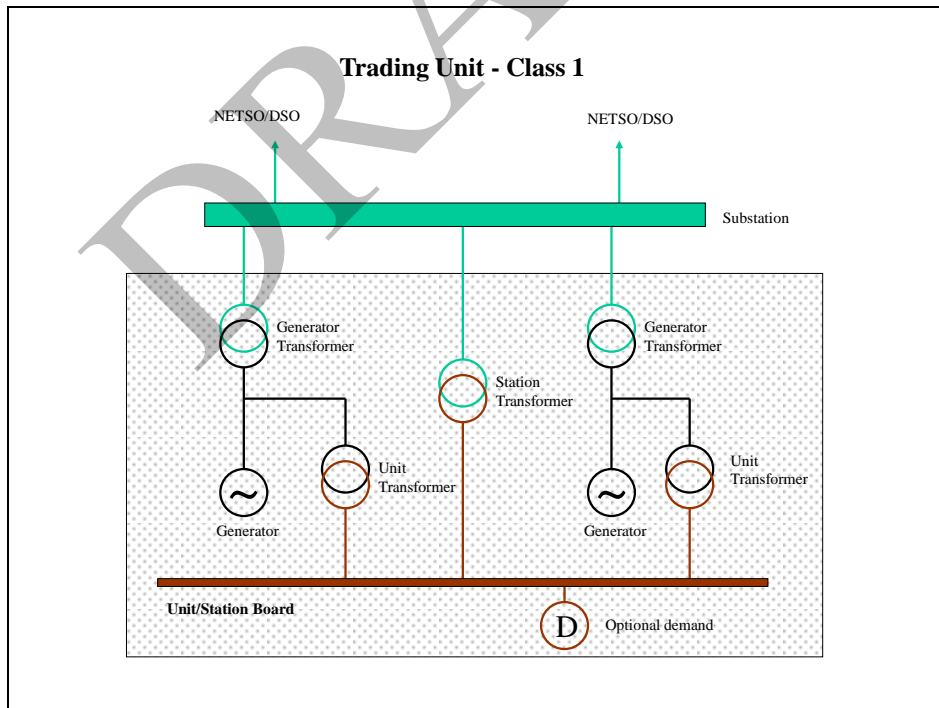 Trading Unit - Class 1
NETSO/DSO
NETSO/DSO
Substation
Generator
Transformer
Generator
Transformer
Station
Transformer
Unit
Transformer
Unit
Transformer
~
Generator
~
Generator
Unit/Station Board
D
Optional demand